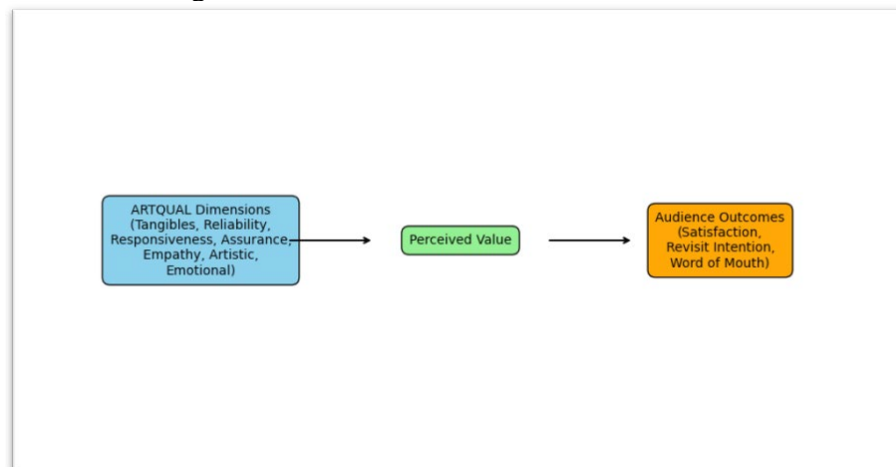 ARTQUAL Dimensions
(Tangibles, Reliability,
Responsiveness, Assurance,
Empathy, Artistic,
Emotional)
Perceived Value
Audience Outcomes
(Satisfaction,
Revisit Intention,
Word of Mouth)